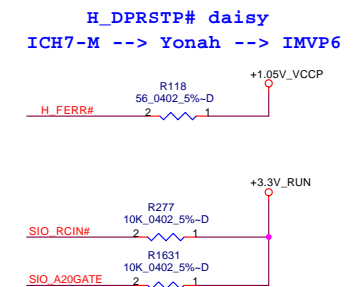 H_DPRSTP# daisy
ICH7-M --> Yonah --> IMVP6
+1.05V_VCCP
R118
56_0402_5%~D
H_FERR#
2
1
+3.3V_RUN
R277
10K_0402_5%~D
SIO_RCIN#
2
1
R1631
10K_0402_5%~D
SIO_A20GATE
2
1